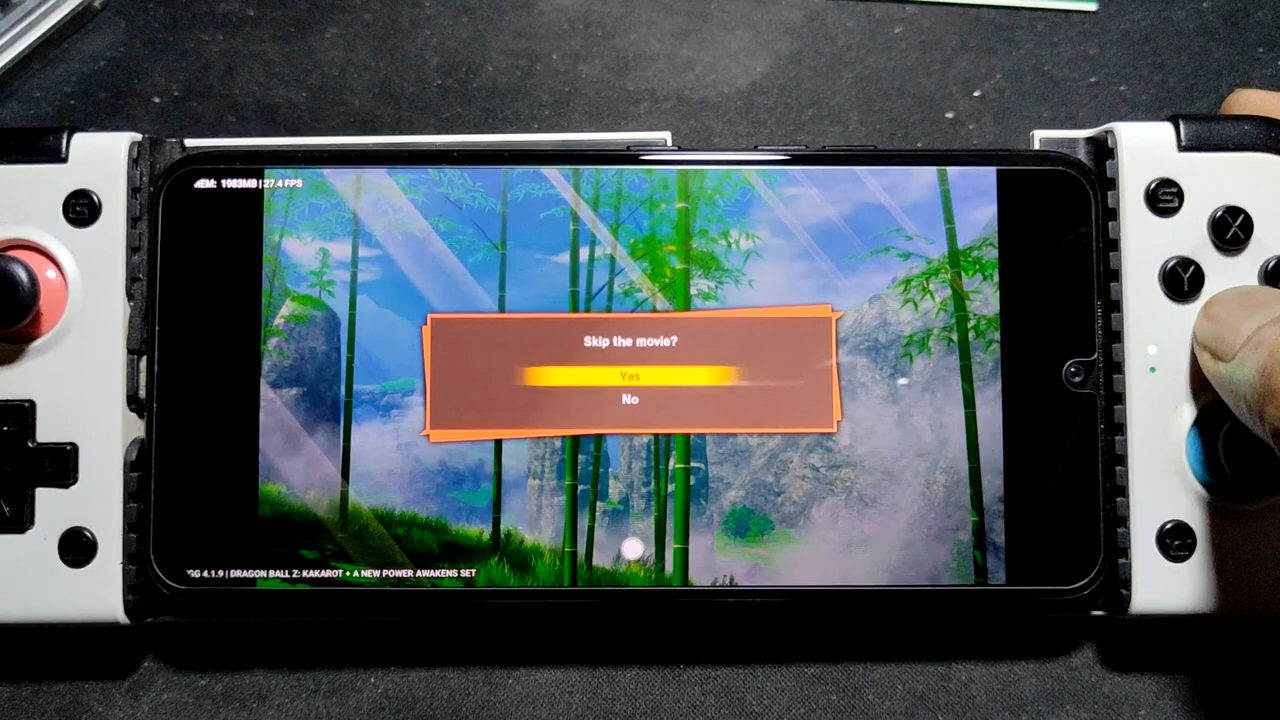 MEM: 1983MB | 27.4 FPS
Skip the movie?
Yes
No
GG 4.1.9 | DRAGON BALL Z: KAKAROT + A NEW POWER AWAKENS SET
G
S
X
Y